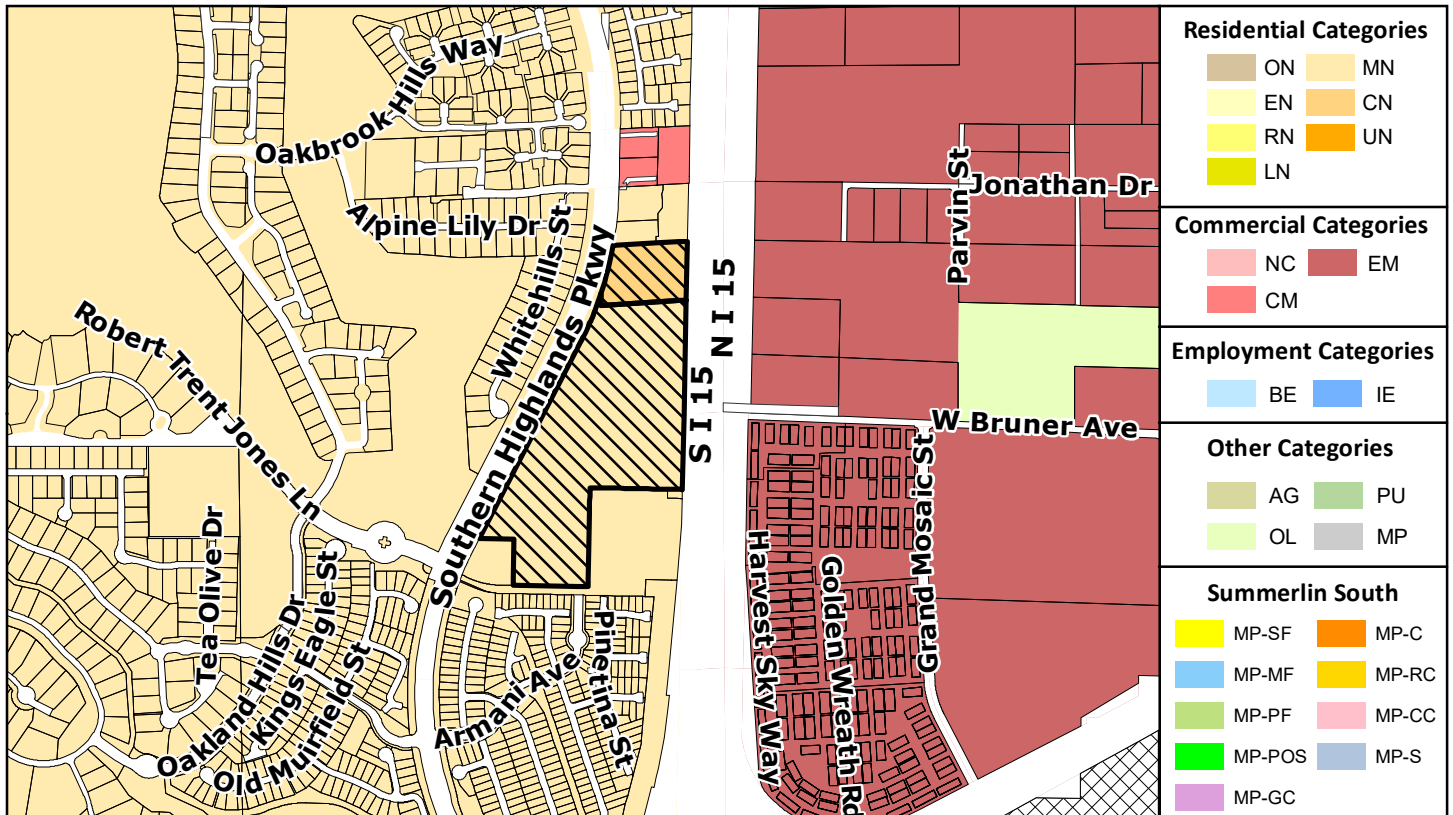 Oakbrook Hills Way
Alpine Lily Dr
Whitehills St
Southern Highlands Pkwy
Robert Trent Jones Ln
Tea Olive Dr
Oakland Hills Dr
Kings Eagle St
Old Muirfield St
Armani Ave
Pinetina St
S I 15
N I 15
Parvin St
Jonathan Dr
W Bruner Ave
Harvest Sky Way
Golden Wreath Rd
Grand Mosaic St
Residential Categories
ON MN
EN CN
RN UN
LN
Commercial Categories
NC EM
CM
Employment Categories
BE IE
Other Categories
AG PU
OL MP
Summerlin South
MP-SF MP-C
MP-MF MP-RC
MP-PF MP-CC
MP-POS MP-S
MP-GC